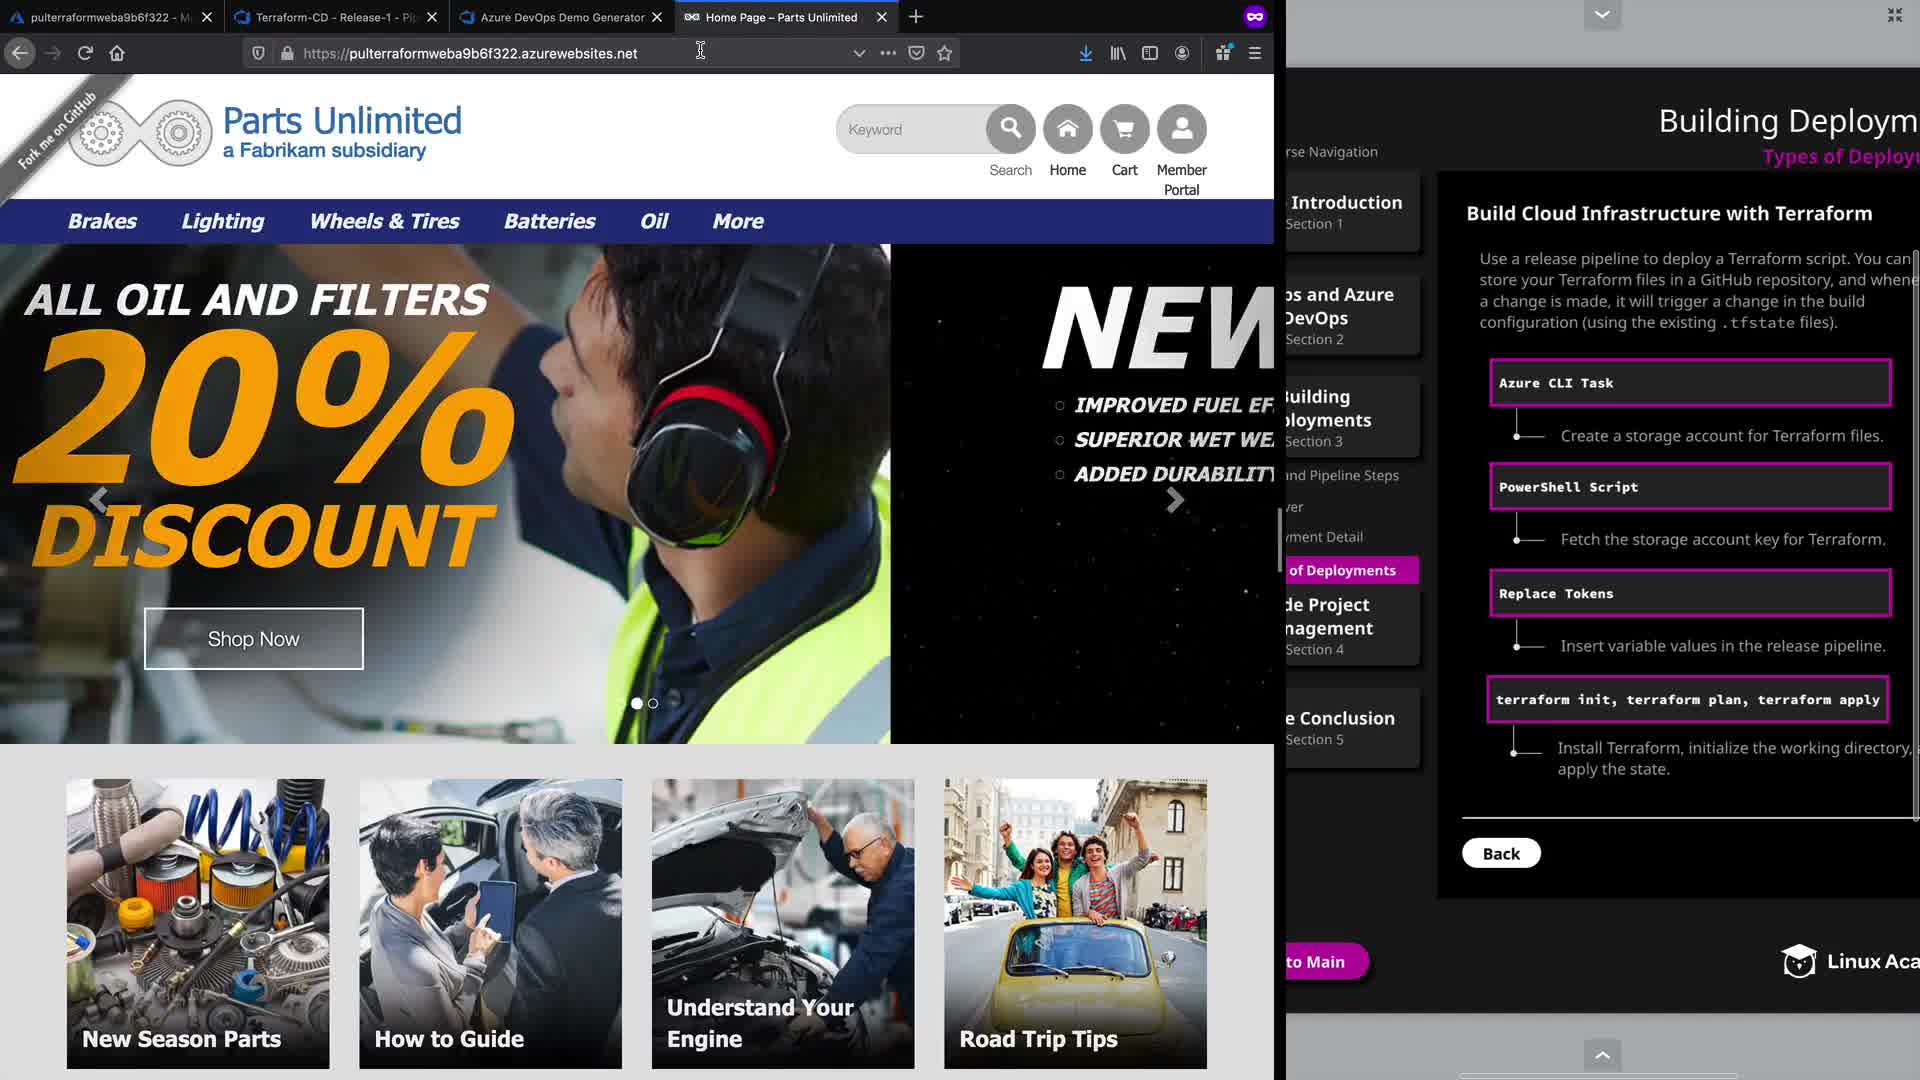 pulterraformweba9b6f322 - M
Terraform-CD - Release-1 - Pip
Azure DevOps Demo Generator
Home Page – Parts Unlimited
https://pulterraformweba9b6f322.azurewebsites.net
Fork me on GitHub
Parts Unlimited
a Fabrikam subsidiary
Keyword
Search
Home
Cart
Member
Portal
Brakes
Lighting
Wheels & Tires
Batteries
Oil
More
ALL OIL AND FILTERS
20%
DISCOUNT
Shop Now
NEW
IMPROVED FUEL EF
SUPERIOR WET WEA
ADDED DURABILITY
New Season Parts
How to Guide
Understand Your
Engine
Road Trip Tips
Building Deploym
Types of Deploy
rse Navigation
Introduction
Section 1
ps and Azure
DevOps
Section 2
Building
ployments
Section 3
and Pipeline Steps
ver
yment Detail
of Deployments
de Project
nagement
Section 4
e Conclusion
Section 5
to Main
Build Cloud Infrastructure with Terraform
Use a release pipeline to deploy a Terraform script. You can
store your Terraform files in a GitHub repository, and whene
a change is made, it will trigger a change in the build
configuration (using the existing .tfstate files).
Azure CLI Task
Create a storage account for Terraform files.
PowerShell Script
Fetch the storage account key for Terraform.
Replace Tokens
Insert variable values in the release pipeline.
terraform init, terraform plan, terraform apply
Install Terraform, initialize the working directory,
apply the state.
Back
Linux Aca